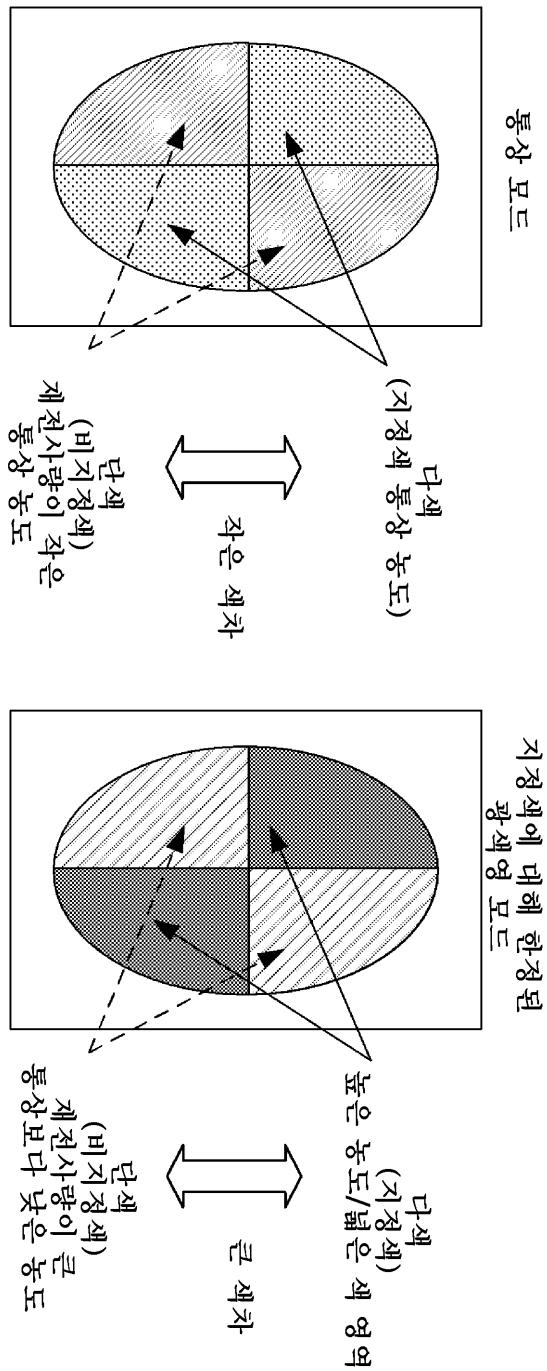 통상 모드
다색
(지정색 통상 농도)
작은 색차
단색
(비지정색)
재전사량이 작은
통상 농도
지정색에 대해 한정된
광색영 모드
다색
(지정색)
높은 농도/넓은 색 영역
큰 색차
단색
(비지정색)
재전사량이 큰
통상보다 낮은 농도